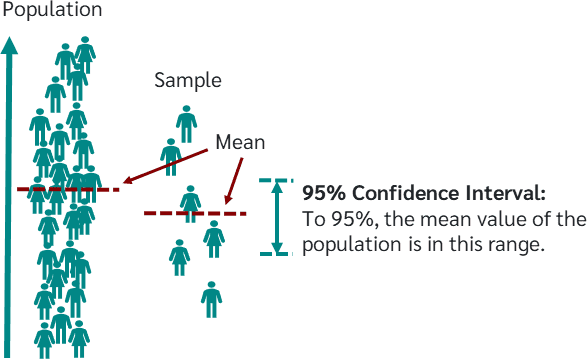 Population
Sample
Mean
95% Confidence Interval:
To 95%, the mean value of the
population is in this range.